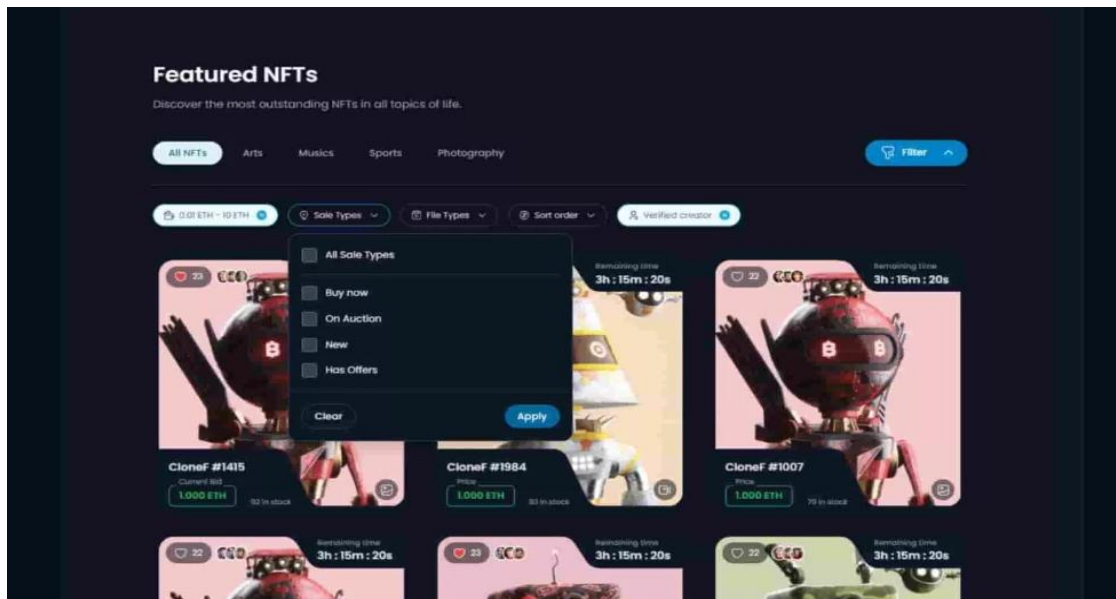 Featured NFTs
Discover the most outstanding NFTs in all topics of life.
All NFTs Arts Musics Sports Photography Filter
0.01 ETH - 10 ETH Sale Types File Types Sort order Verified creator
All Sale Types
Buy now
On Auction
New
Has Offers
Clear Apply
23
Remaining time
3h : 15m : 20s
22
Remaining time
3h : 15m : 20s
CloneF #1415
Current Bid
1.000 ETH
in stock
CloneF #1984
Price
1.000 ETH
in stock
CloneF #1007
Price
1.000 ETH
in stock
22
Remaining time
3h : 15m : 20s
23
Remaining time
3h : 15m : 20s
22
Remaining time
3h : 15m : 20s